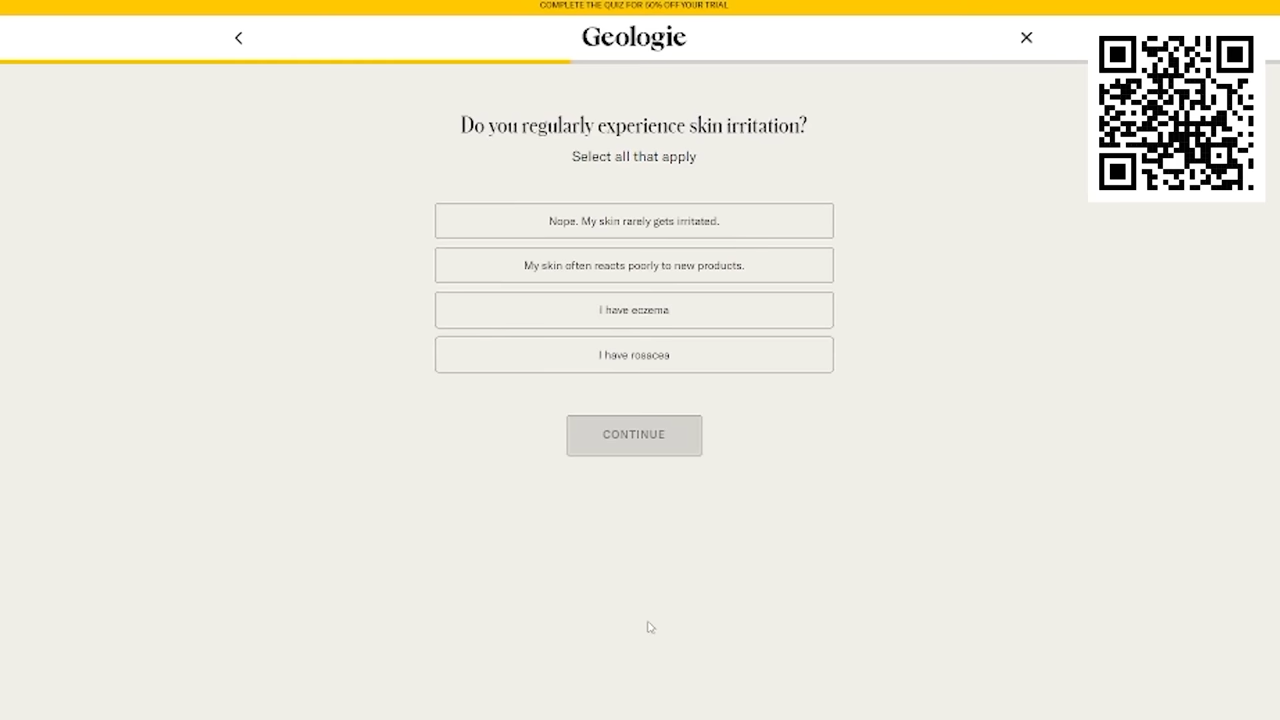 COMPLETE THE QUIZ FOR 50% OFF YOUR TRIAL
Geologie
Do you regularly experience skin irritation?
Select all that apply
Nope. My skin rarely gets irritated.
My skin often reacts poorly to new products.
I have eczema
I have rosacea
CONTINUE